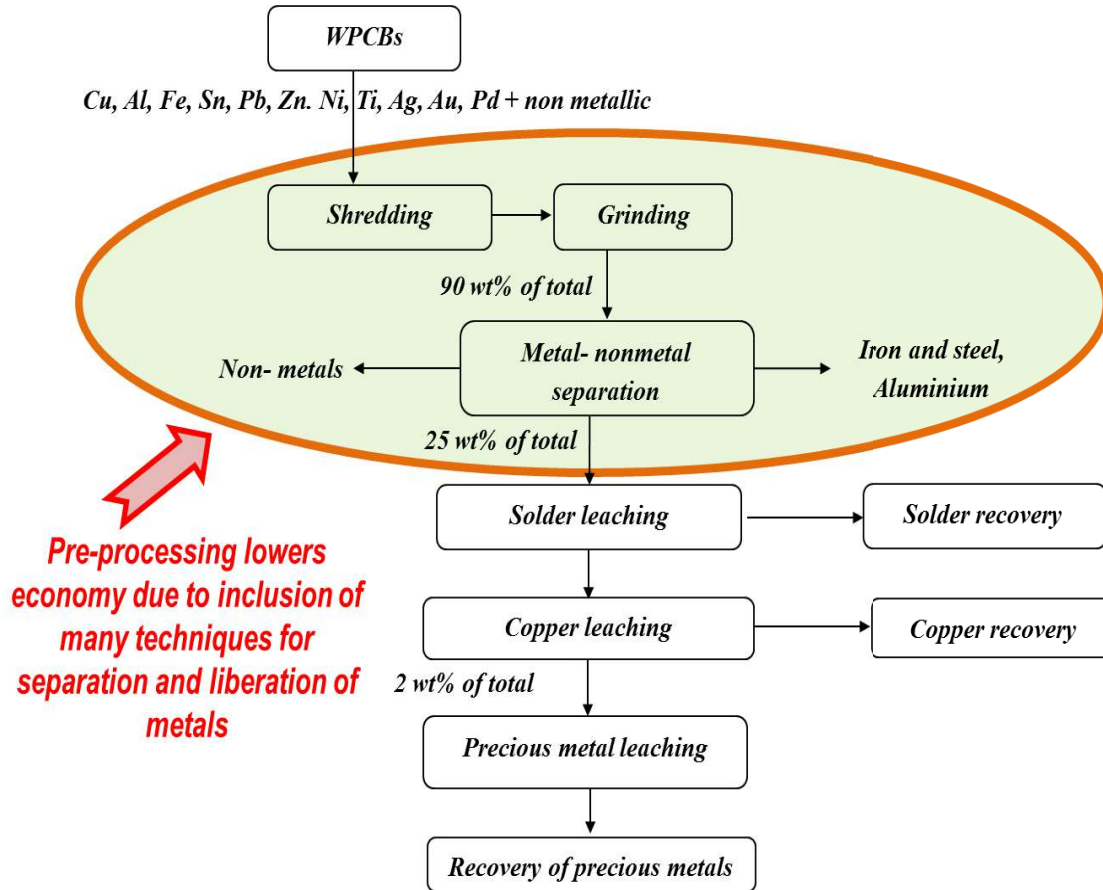 WPCBs
Cu, Al, Fe, Sn, Pb, Zn. Ni, Ti, Ag, Au, Pd + non metallic
Shredding
Grinding
90 wt% of total
Non- metals
Metal- nonmetal
separation
Iron and steel,
Aluminium
25 wt% of total
Solder leaching
Solder recovery
Pre-processing lowers
economy due to inclusion of
many techniques for
separation and liberation of
metals
Copper leaching
Copper recovery
2 wt% of total
Precious metal leaching
Recovery of precious metals